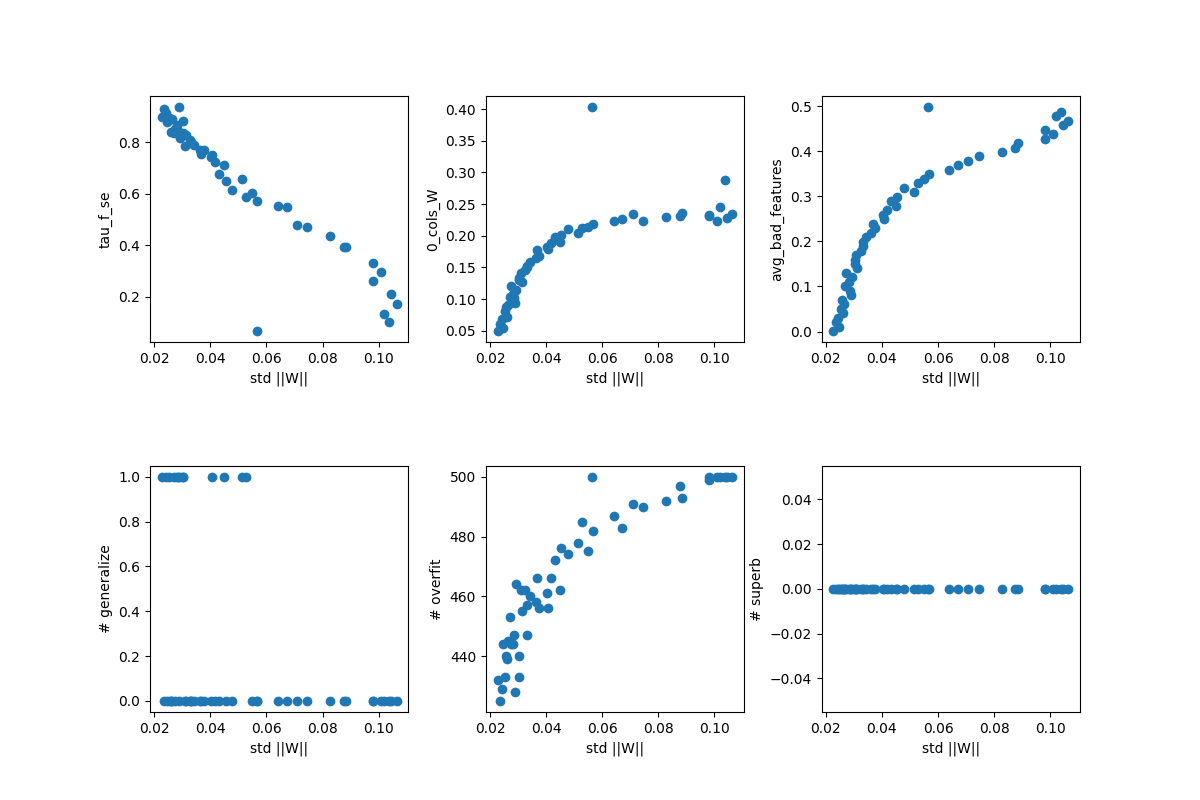 tau_f_se
0.8
0.6
0.4
0.2
0.02 0.04 0.06 0.08 0.10
std ||W||
0_cols_W
0.40
0.35
0.30
0.25
0.20
0.15
0.10
0.05
0.02 0.04 0.06 0.08 0.10
std ||W||
avg_bad_features
0.5
0.4
0.3
0.2
0.1
0.0
0.02 0.04 0.06 0.08 0.10
std ||W||
# generalize
1.0
0.8
0.6
0.4
0.2
0.0
0.02 0.04 0.06 0.08 0.10
std ||W||
# overfit
500
480
460
440
0.02 0.04 0.06 0.08 0.10
std ||W||
# superb
0.04
0.02
0.00
−0.02
−0.04
0.02 0.04 0.06 0.08 0.10
std ||W||